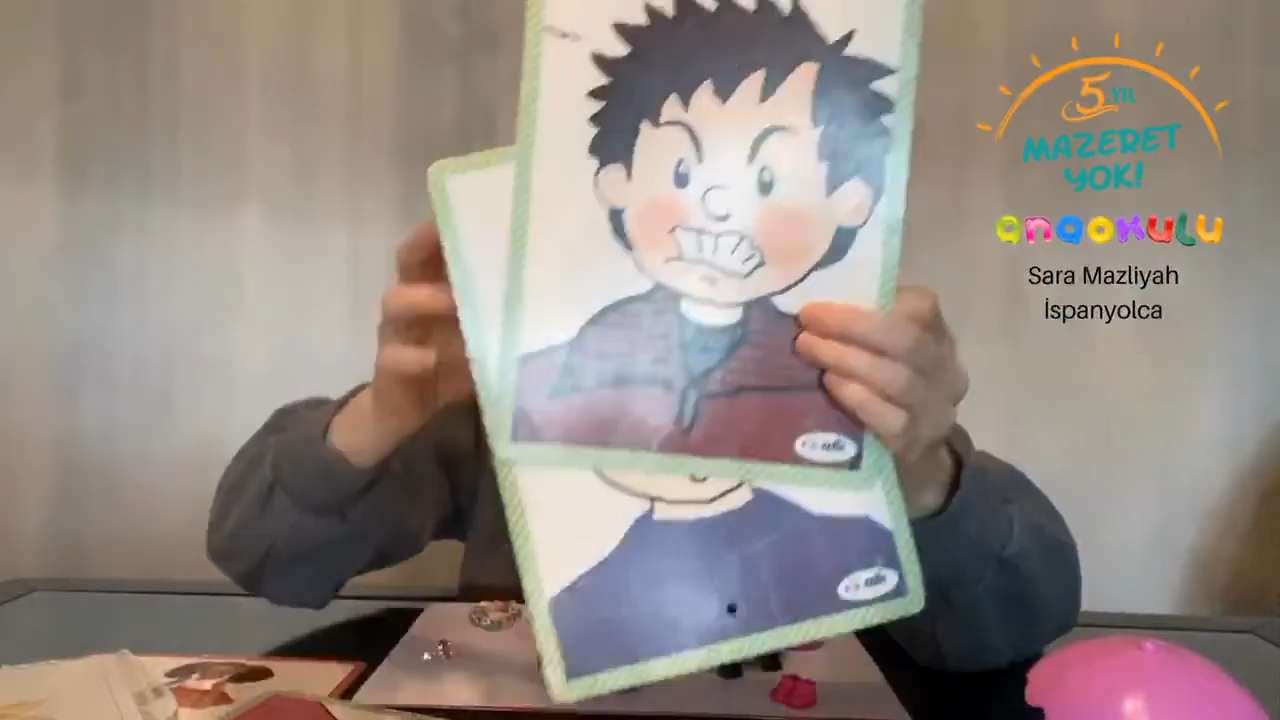 5.YIL
MAZERET
YOK!
anaokulu
Sara Mazliyah
İspanyolca